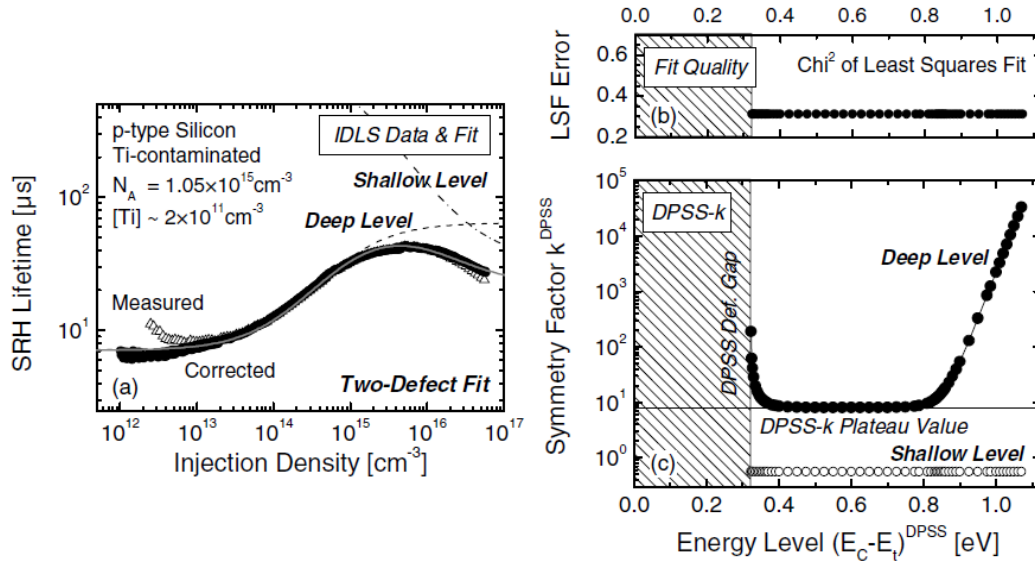 p-type Silicon
Ti-contaminated
N_A = 1.05×10^15 cm^-3
[Ti] ~ 2×10^11 cm^-3
IDLS Data & Fit
Shallow Level
Deep Level
Measured
Corrected
(a)
Two-Defect Fit
10^2
10^1
SRH Lifetime [µs]
10^12 10^13 10^14 10^15 10^16 10^17
Injection Density [cm^-3]
0.0 0.2 0.4 0.6 0.8 1.0
0.6
0.4
0.2
LSF Error
Fit Quality
Chi^2 of Least Squares Fit
(b)
10^5
10^4
10^3
10^2
10^1
10^0
Symmetry Factor k^DPSS
DPSS-k
DPSS Def. Gap
Deep Level
DPSS-k Plateau Value
Shallow Level
(c)
0.0 0.2 0.4 0.6 0.8 1.0
Energy Level (E_C-E_t)^DPSS [eV]